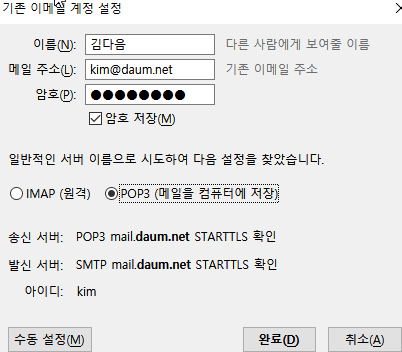 기존 이메일 계정 설정
이름(N): 김다음 다른 사람에게 보여줄 이름
메일 주소(L): kim@daum.net 기존 이메일 주소
암호(P): ●●●●●●●●
암호 저장(M)
일반적인 서버 이름으로 시도하여 다음 설정을 찾았습니다.
IMAP (원격) POP3 (메일을 컴퓨터에 저장)
송신 서버: POP3 mail.daum.net STARTTLS 확인
발신 서버: SMTP mail.daum.net STARTTLS 확인
아이디: kim
수동 설정(M) 완료(D) 취소(A)